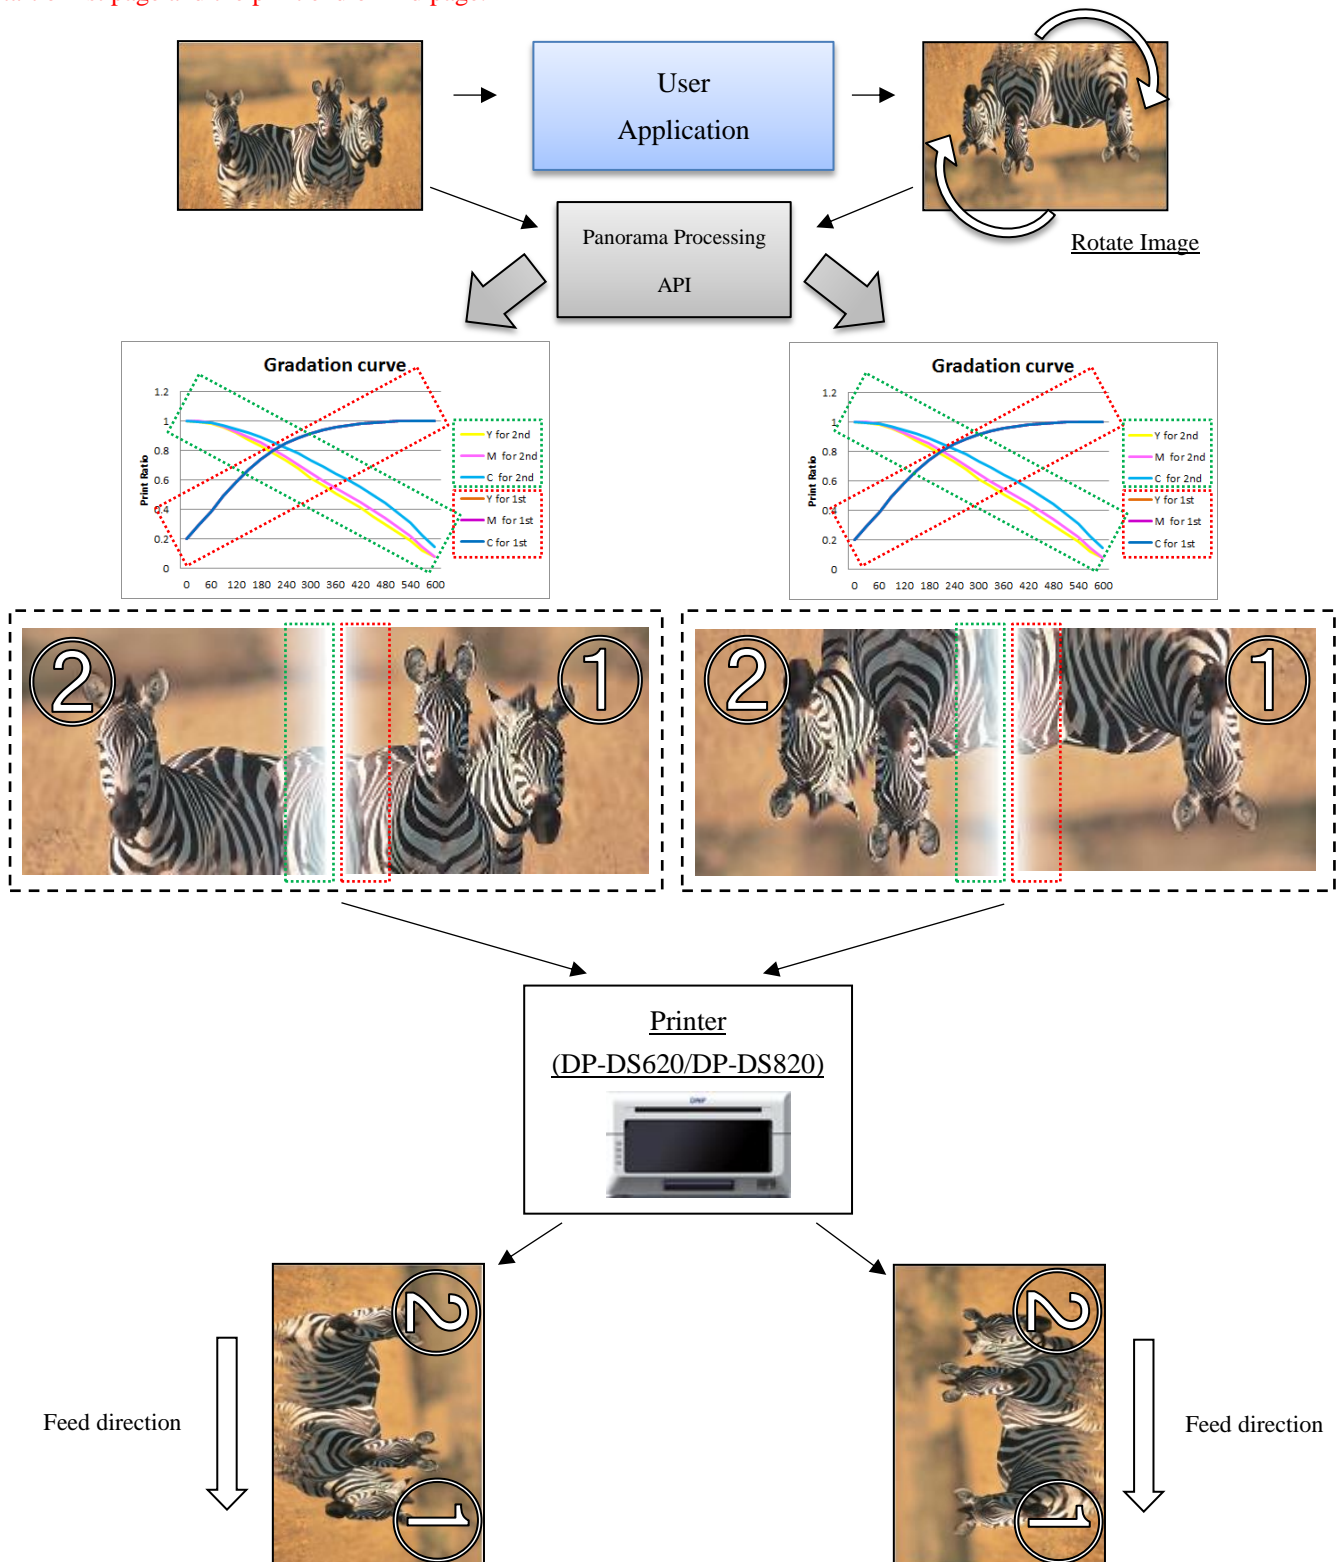 User
Application
Panorama Processing
API
Rotate Image
Gradation curve
Print Ratio
1.2
1
0.8
0.6
0.4
0.2
0
0 60 120 180 240 300 360 420 480 540 600
Y for 2nd
M for 2nd
C for 2nd
Y for 1st
M for 1st
C for 1st
Gradation curve
Print Ratio
1.2
1
0.8
0.6
0.4
0.2
0
0 60 120 180 240 300 360 420 480 540 600
Y for 2nd
M for 2nd
C for 2nd
Y for 1st
M for 1st
C for 1st
② ①
② ①
Printer
(DP-DS620/DP-DS820)
DNP
②
①
Feed direction
②
①
Feed direction